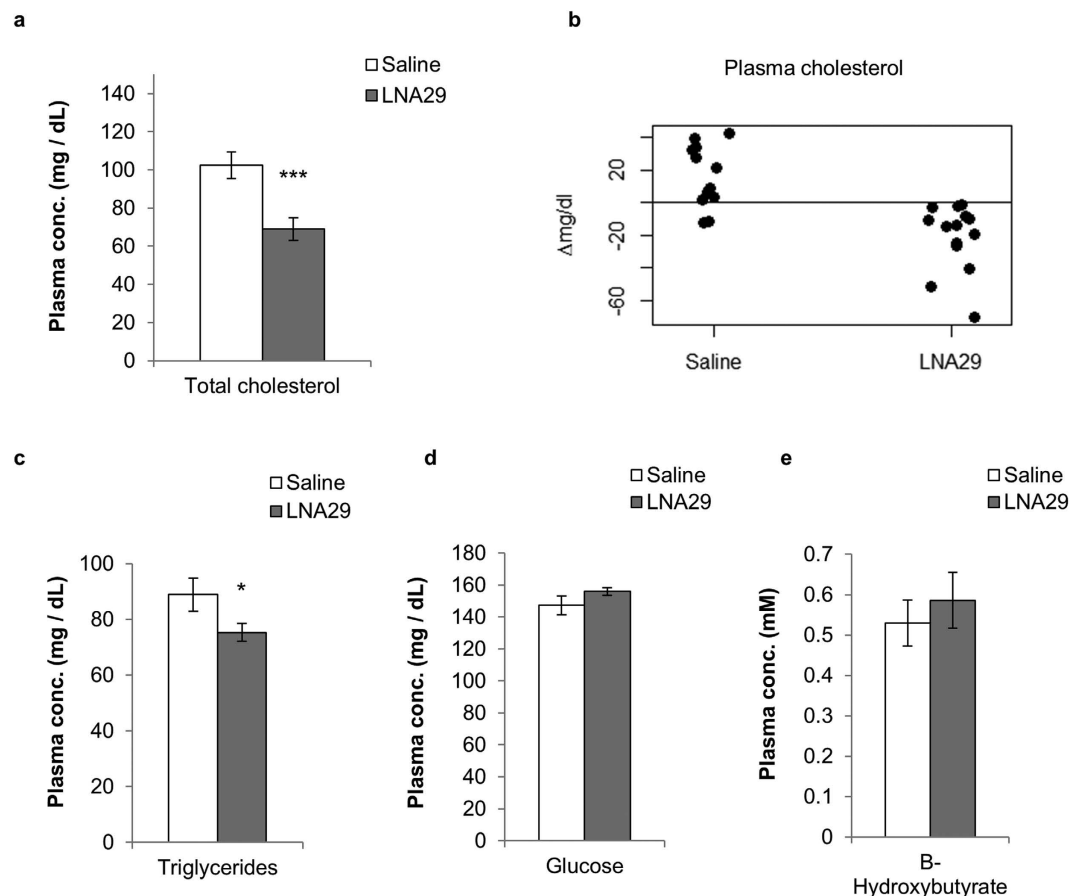 a
Saline
LNA29
Plasma conc. (mg / dL)
140
120
100
80
60
40
20
0
***
Total cholesterol
b
Plasma cholesterol
Δmg/dl
20
-20
-60
Saline
LNA29
c
Saline
LNA29
Plasma conc. (mg / dL)
100
80
60
40
20
0
*
Triglycerides
d
Saline
LNA29
Plasma conc. (mg / dL)
180
160
140
120
100
80
60
40
20
0
Glucose
e
Saline
LNA29
Plasma conc. (mM)
0.7
0.6
0.5
0.4
0.3
0.2
0.1
0
B-
Hydroxybutyrate